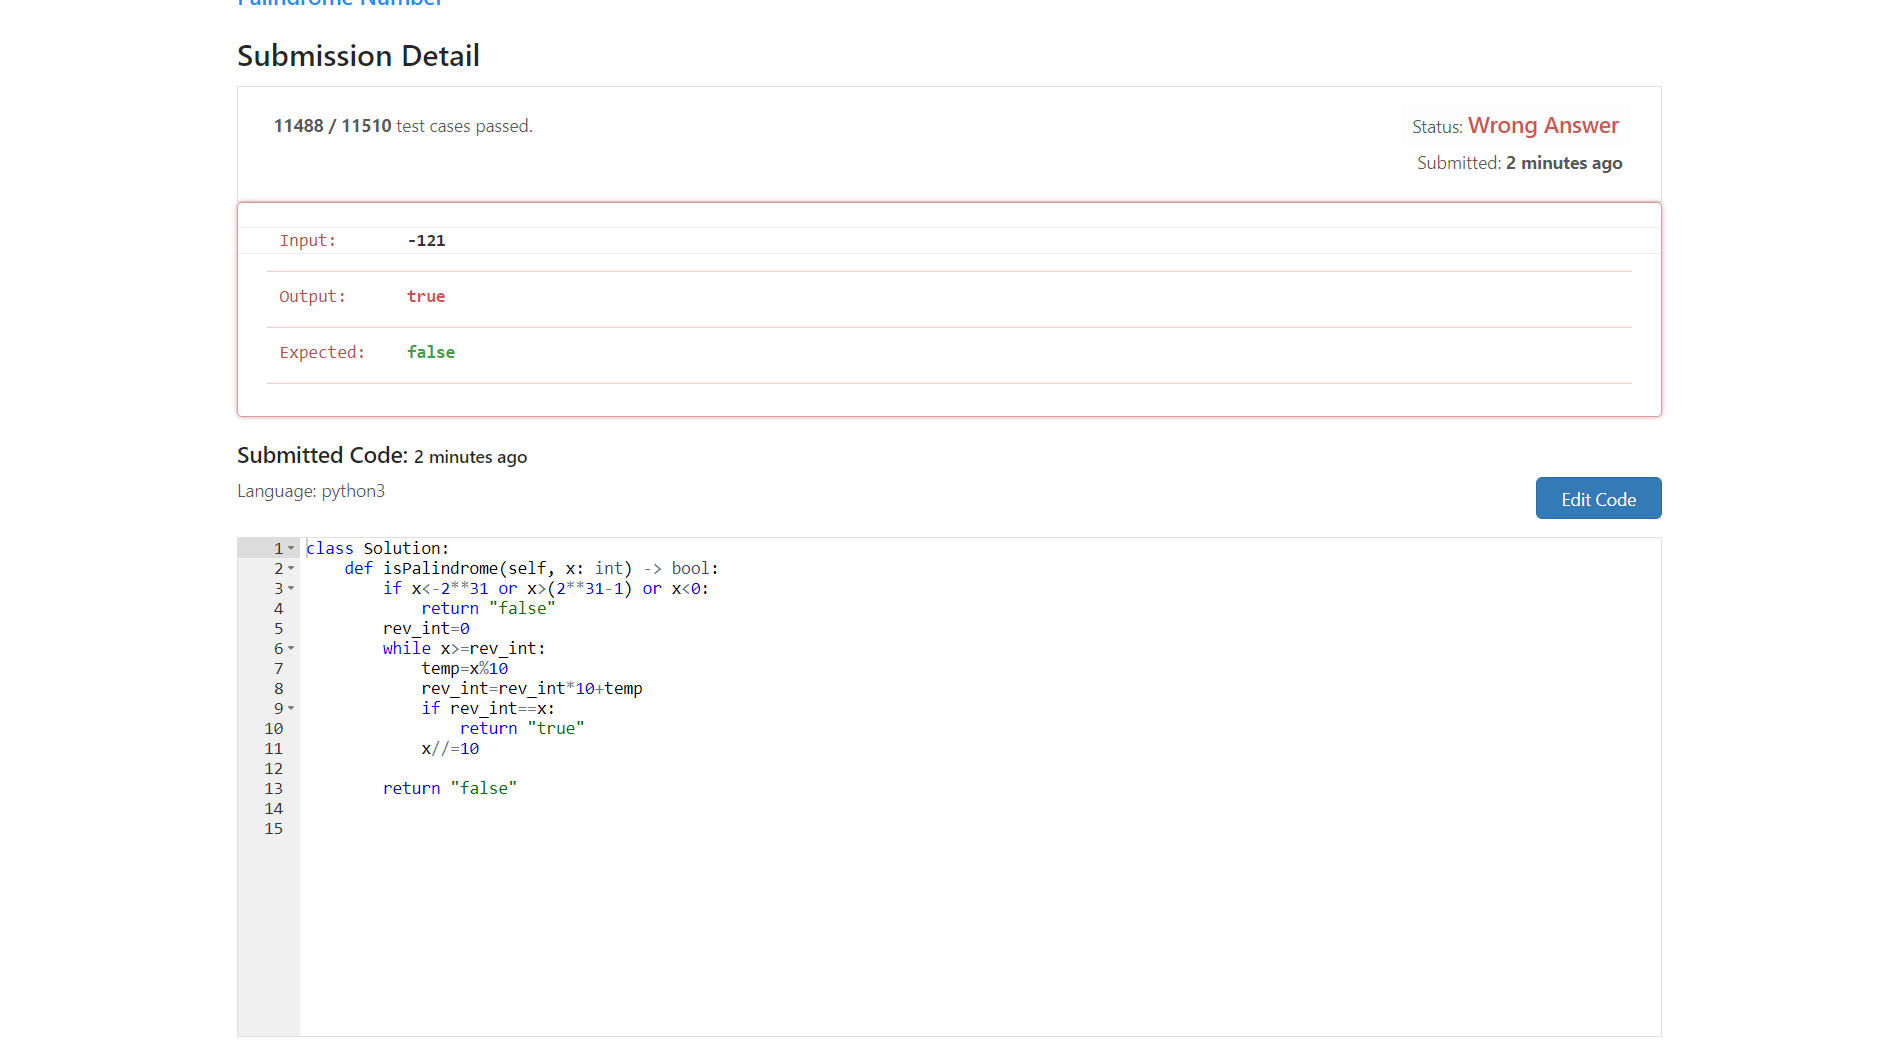 Palindrome Number
Submission Detail
11488 / 11510 test cases passed.
Status: Wrong Answer
Submitted: 2 minutes ago
Input: -121
Output: true
Expected: false
Submitted Code: 2 minutes ago
Language: python3
Edit Code
1 class Solution:
2     def isPalindrome(self, x: int) -> bool:
3         if x<-2**31 or x>(2**31-1) or x<0:
4             return "false"
5         rev_int=0
6         while x>=rev_int:
7             temp=x%10
8             rev_int=rev_int*10+temp
9             if rev_int==x:
10                 return "true"
11             x//=10
12
13         return "false"
14
15